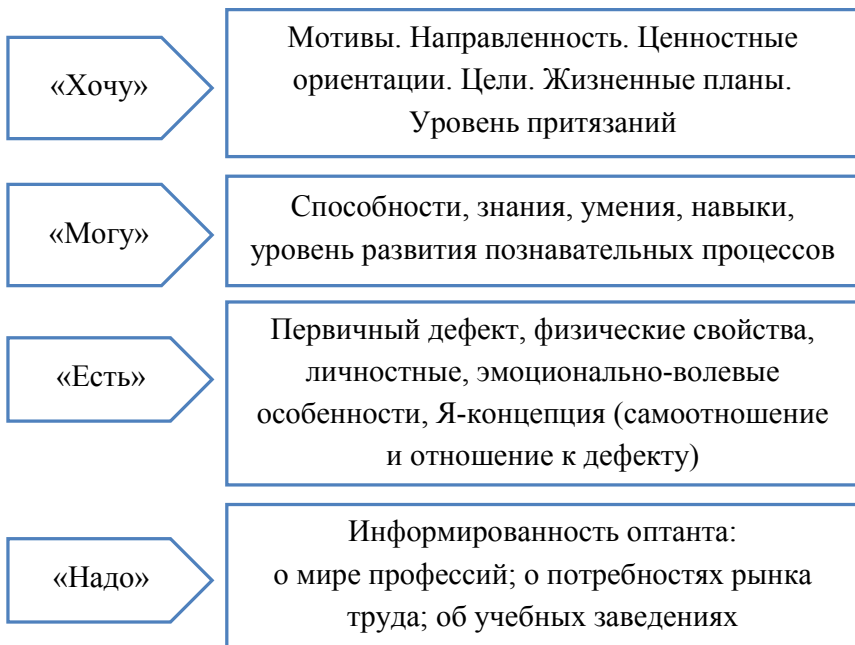 «Хочу»
Мотивы. Направленность. Ценностные
ориентации. Цели. Жизненные планы.
Уровень притязаний
«Могу»
Способности, знания, умения, навыки,
уровень развития познавательных процессов
«Есть»
Первичный дефект, физические свойства,
личностные, эмоционально-волевые
особенности, Я-концепция (самоотношение
и отношение к дефекту)
«Надо»
Информированность оптанта:
о мире профессий; о потребностях рынка
труда; об учебных заведениях